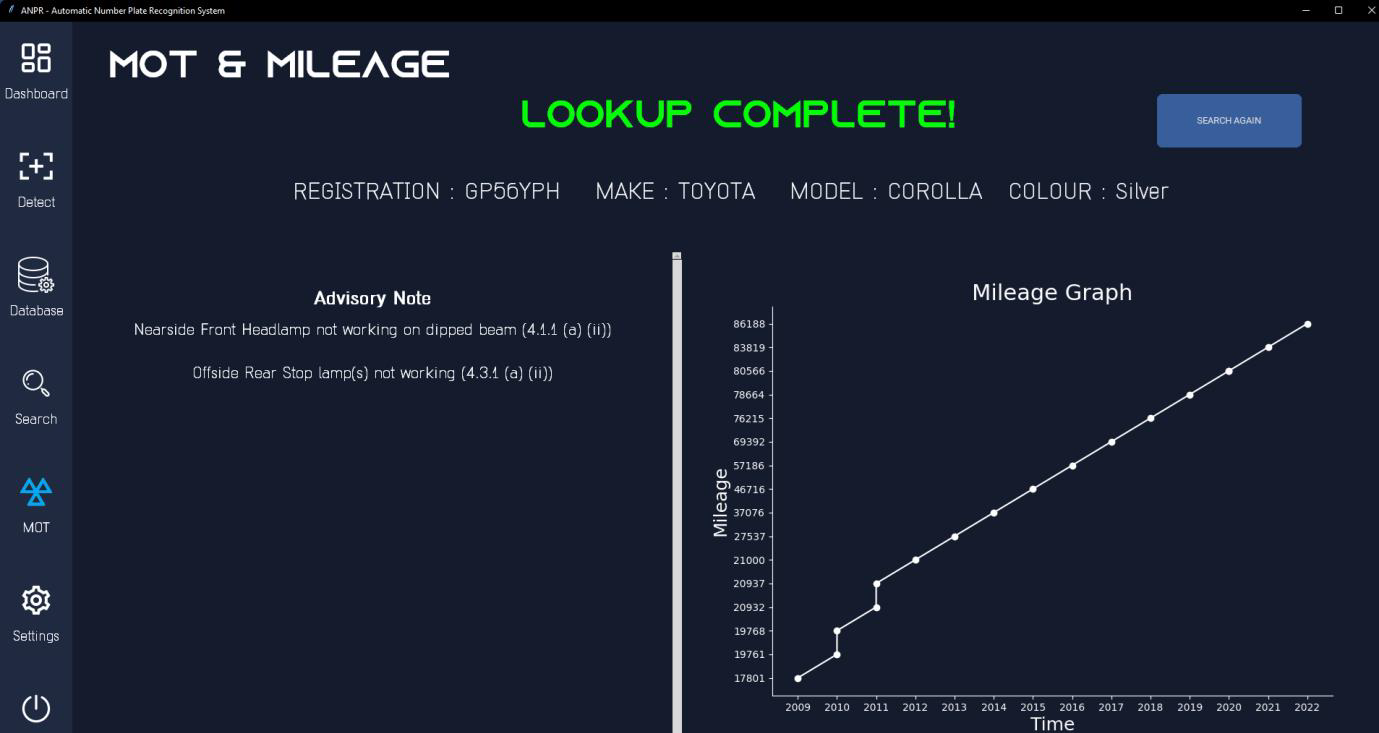 ANPR - Automatic Number Plate Recognition System
MOT & MILEAGE
LOOKUP COMPLETE!
SEARCH AGAIN
REGISTRATION : GP56YPH MAKE : TOYOTA MODEL : COROLLA COLOUR : Silver
Dashboard
Detect
Database
Search
MOT
Settings
Advisory Note
Nearside Front Headlamp not working on dipped beam (4.1.1 (a) (ii))
Offside Rear Stop lamp(s) not working (4.3.1 (a) (ii))
Mileage Graph
Mileage
86188
83819
80566
78664
76215
69392
57186
46716
37076
27537
21000
20937
20932
19768
19761
17801
2009 2010 2011 2012 2013 2014 2015 2016 2017 2018 2019 2020 2021 2022
Time